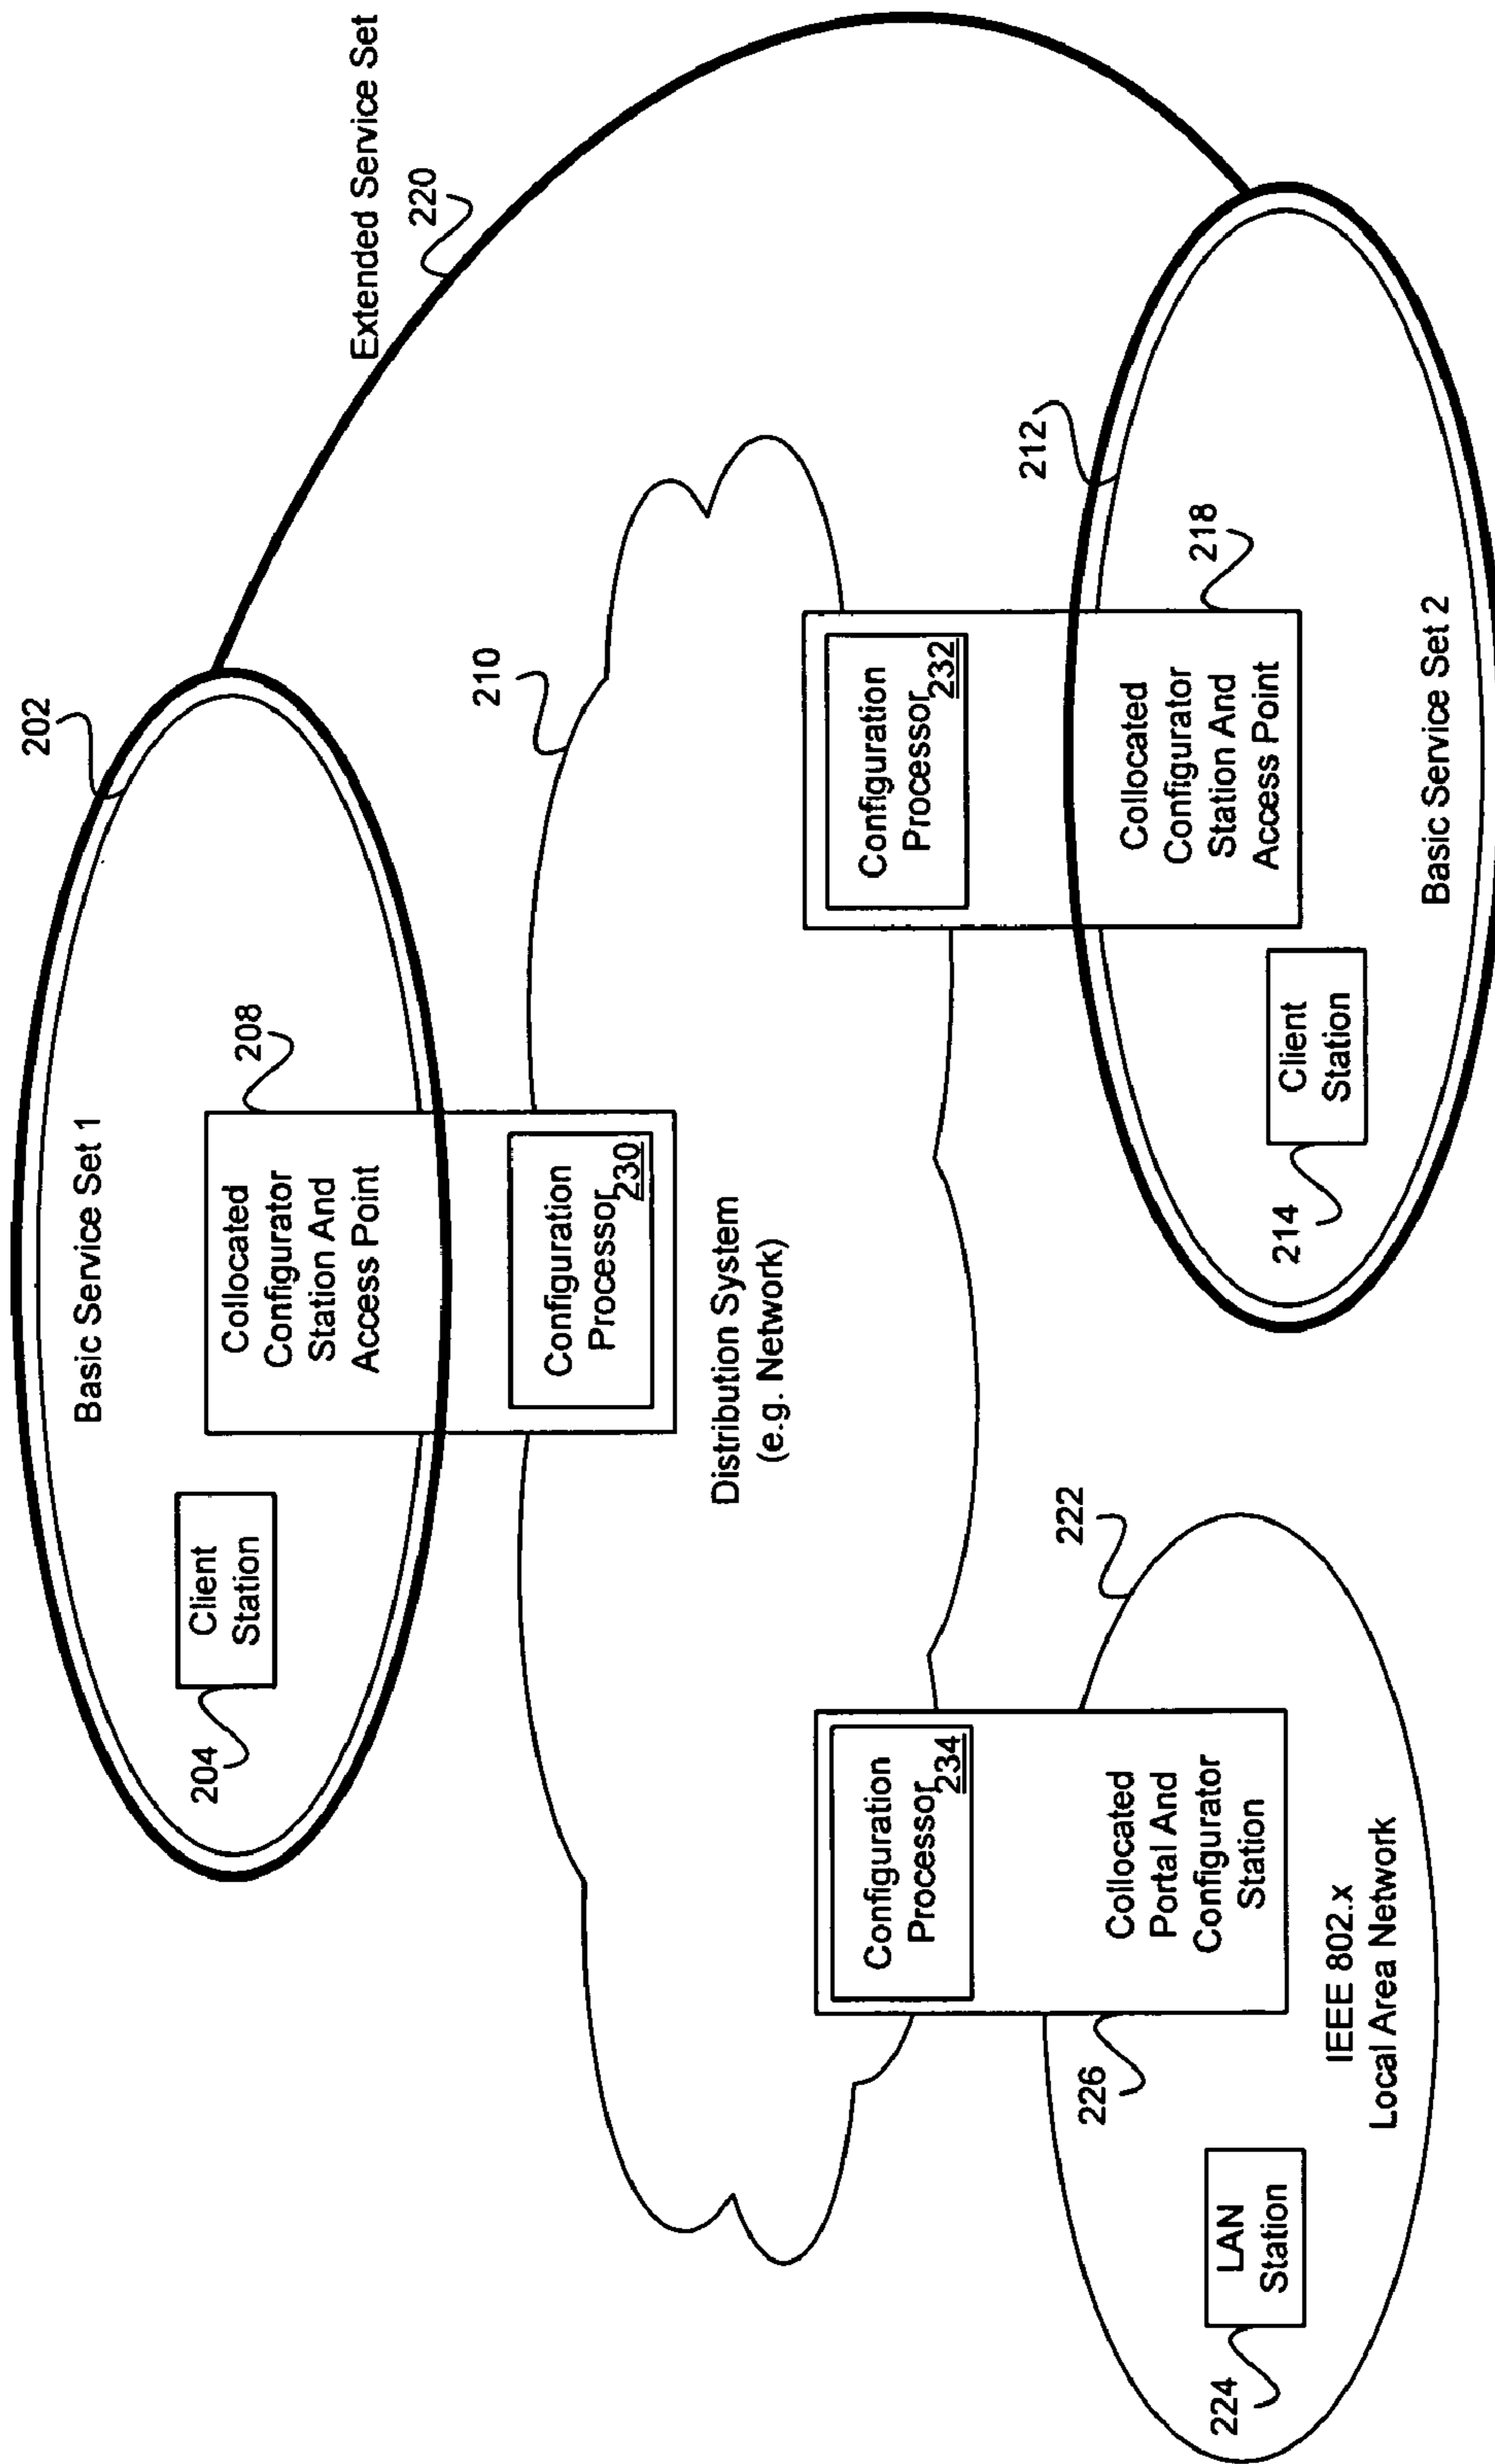 202
Extended Service Set
220
Basic Service Set 1
Client
Station
204
Collocated
Configurator
Station And
Access Point
208
Configuration
Processor
230
210
Distribution System
(e.g. Network)
Configuration
Processor
234
Collocated
Portal And
Configurator
Station
226
222
IEEE 802.x
Local Area Network
LAN
Station
224
Configuration
Processor
232
Collocated
Configurator
Station And
Access Point
218
212
Client
Station
214
Basic Service Set 2